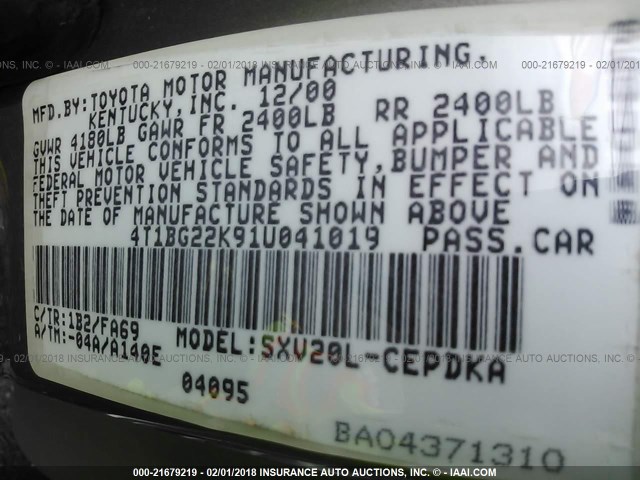 000-21679219 - 02/01/2018 INSURANCE AUTO AUCTIONS, INC. - © IAAI.COM
MFD.BY:TOYOTA MOTOR MANUFACTURING,
KENTUCKY,INC. 12/00
GVWR 4180LB GAWR FR 2400LB RR 2400LB
THIS VEHICLE CONFORMS TO ALL APPLICABLE
FEDERAL MOTOR VEHICLE SAFETY,BUMPER AND
THEFT PREVENTION STANDARDS IN EFFECT ON
THE DATE OF MANUFACTURE SHOWN ABOVE
4T1BG22K91U041019 PASS.CAR
C/TR:1B2/FA69
A/TM:-04A/A140E MODEL:SXV20L-CEPDKA
04095
BA04371310
000-21679219 - 02/01/2018 INSURANCE AUTO AUCTIONS, INC. - © IAAI.COM